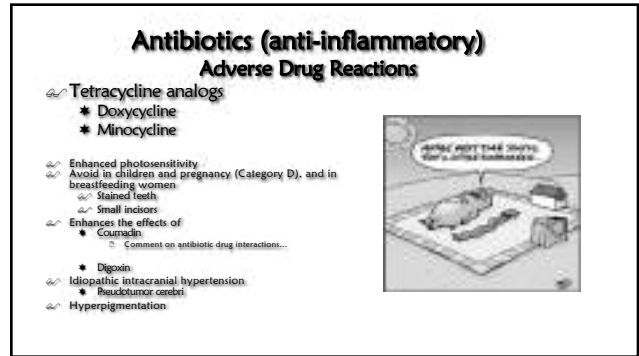 Antibiotics (anti-inflammatory)
Adverse Drug Reactions
Tetracycline analogs
Doxycycline
Minocycline
Enhanced photosensitivity
Avoid in children and pregnancy (Category D), and in
breastfeeding women
Stained teeth
Small incisors
Enhances the effects of
Coumadin
Comment on antibiotic drug interactions...
Digoxin
Idiopathic intracranial hypertension
Pseudotumor cerebri
Hyperpigmentation